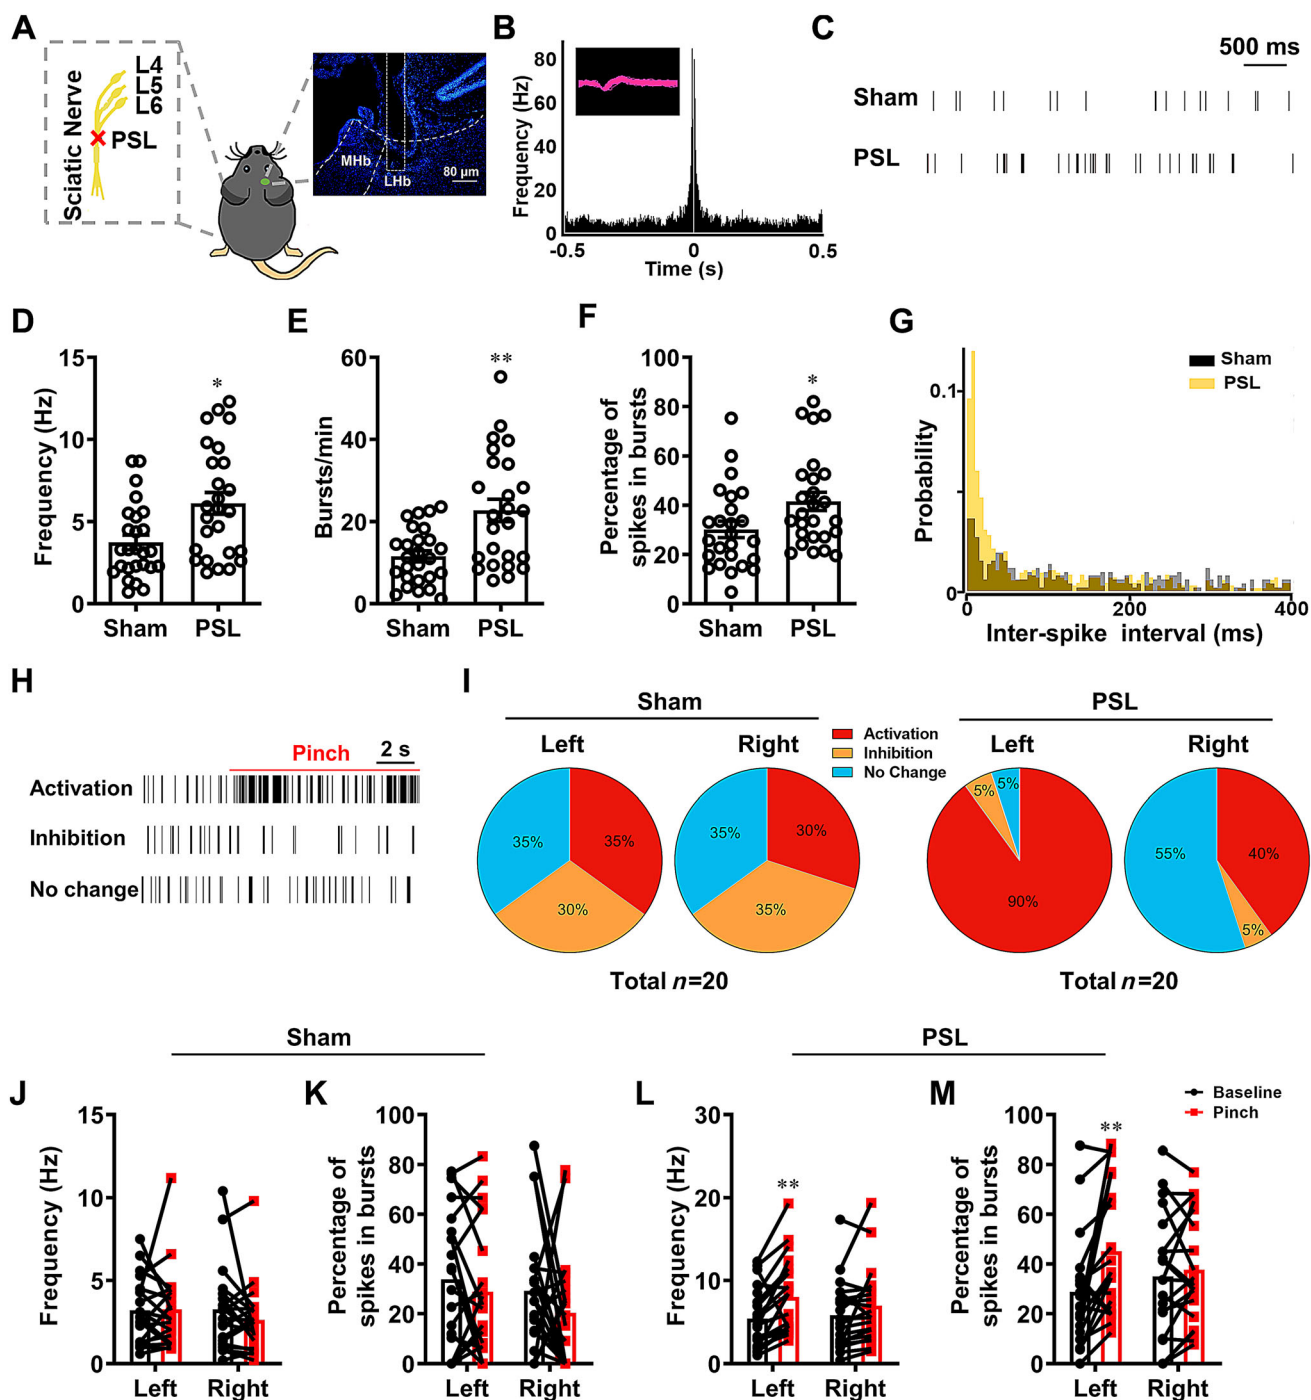 A
Sciatic Nerve
L4
L5
L6
PSL
MHb
LHb
80 μm
B
Frequency (Hz)
80
60
40
20
0
-0.5
0
0.5
Time (s)
C
500 ms
Sham
PSL
D
Frequency (Hz)
15
10
5
0
*
Sham
PSL
E
Bursts/min
60
40
20
0
**
Sham
PSL
F
Percentage of
spikes in bursts
100
80
60
40
20
0
*
Sham
PSL
G
Probability
0.1
0
Sham
PSL
0
200
400
Inter-spike interval (ms)
H
Pinch
2 s
Activation
Inhibition
No change
I
Sham
PSL
Left
Right
Activation
Inhibition
No Change
Left
Right
35%
35%
30%
35%
30%
35%
5%
5%
90%
55%
40%
5%
Total n=20
Total n=20
Sham
PSL
J
Frequency (Hz)
15
10
5
0
Left
Right
K
Percentage of
spikes in bursts
100
80
60
40
20
0
Left
Right
L
Frequency (Hz)
30
20
10
0
**
Left
Right
M
Percentage of
spikes in bursts
100
80
60
40
20
0
**
Baseline
Pinch
Left
Right